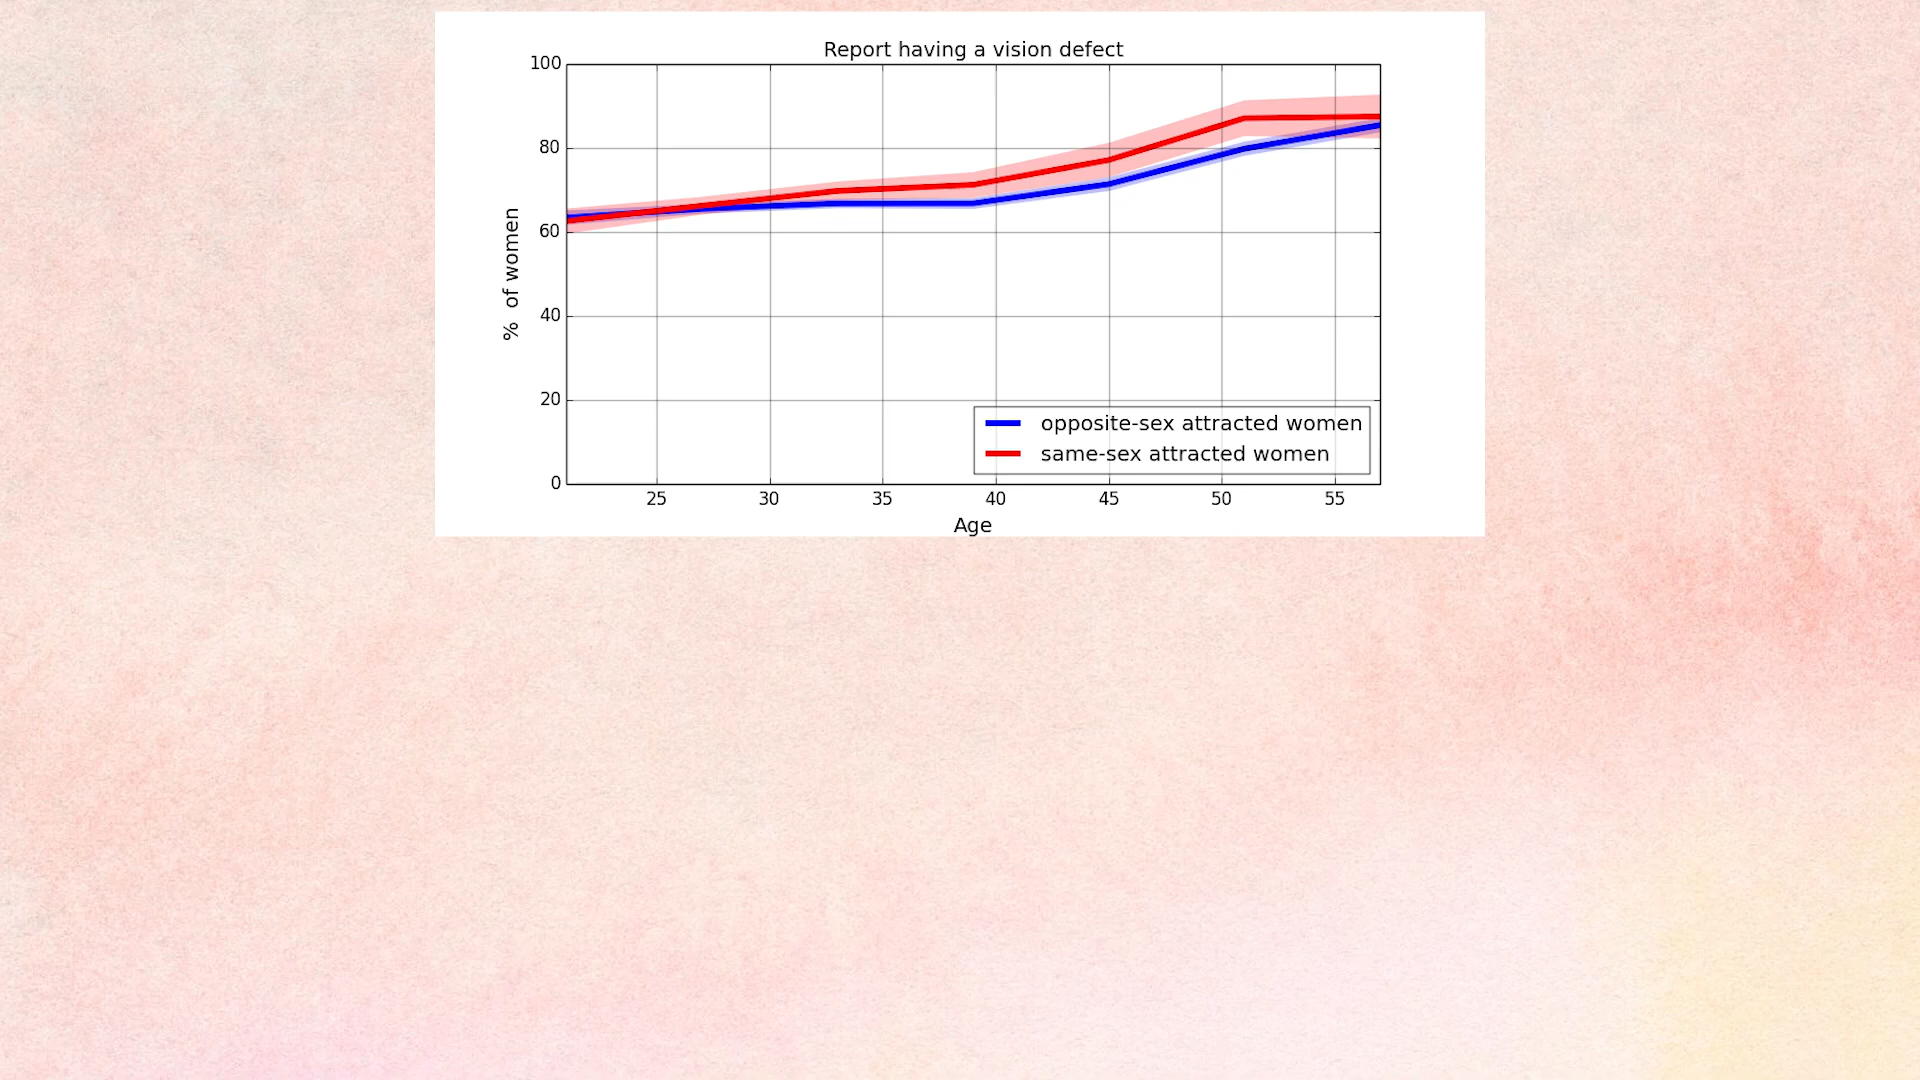 Report having a vision defect
100
80
60
40
20
0
% of women
25 30 35 40 45 50 55
Age
opposite-sex attracted women
same-sex attracted women